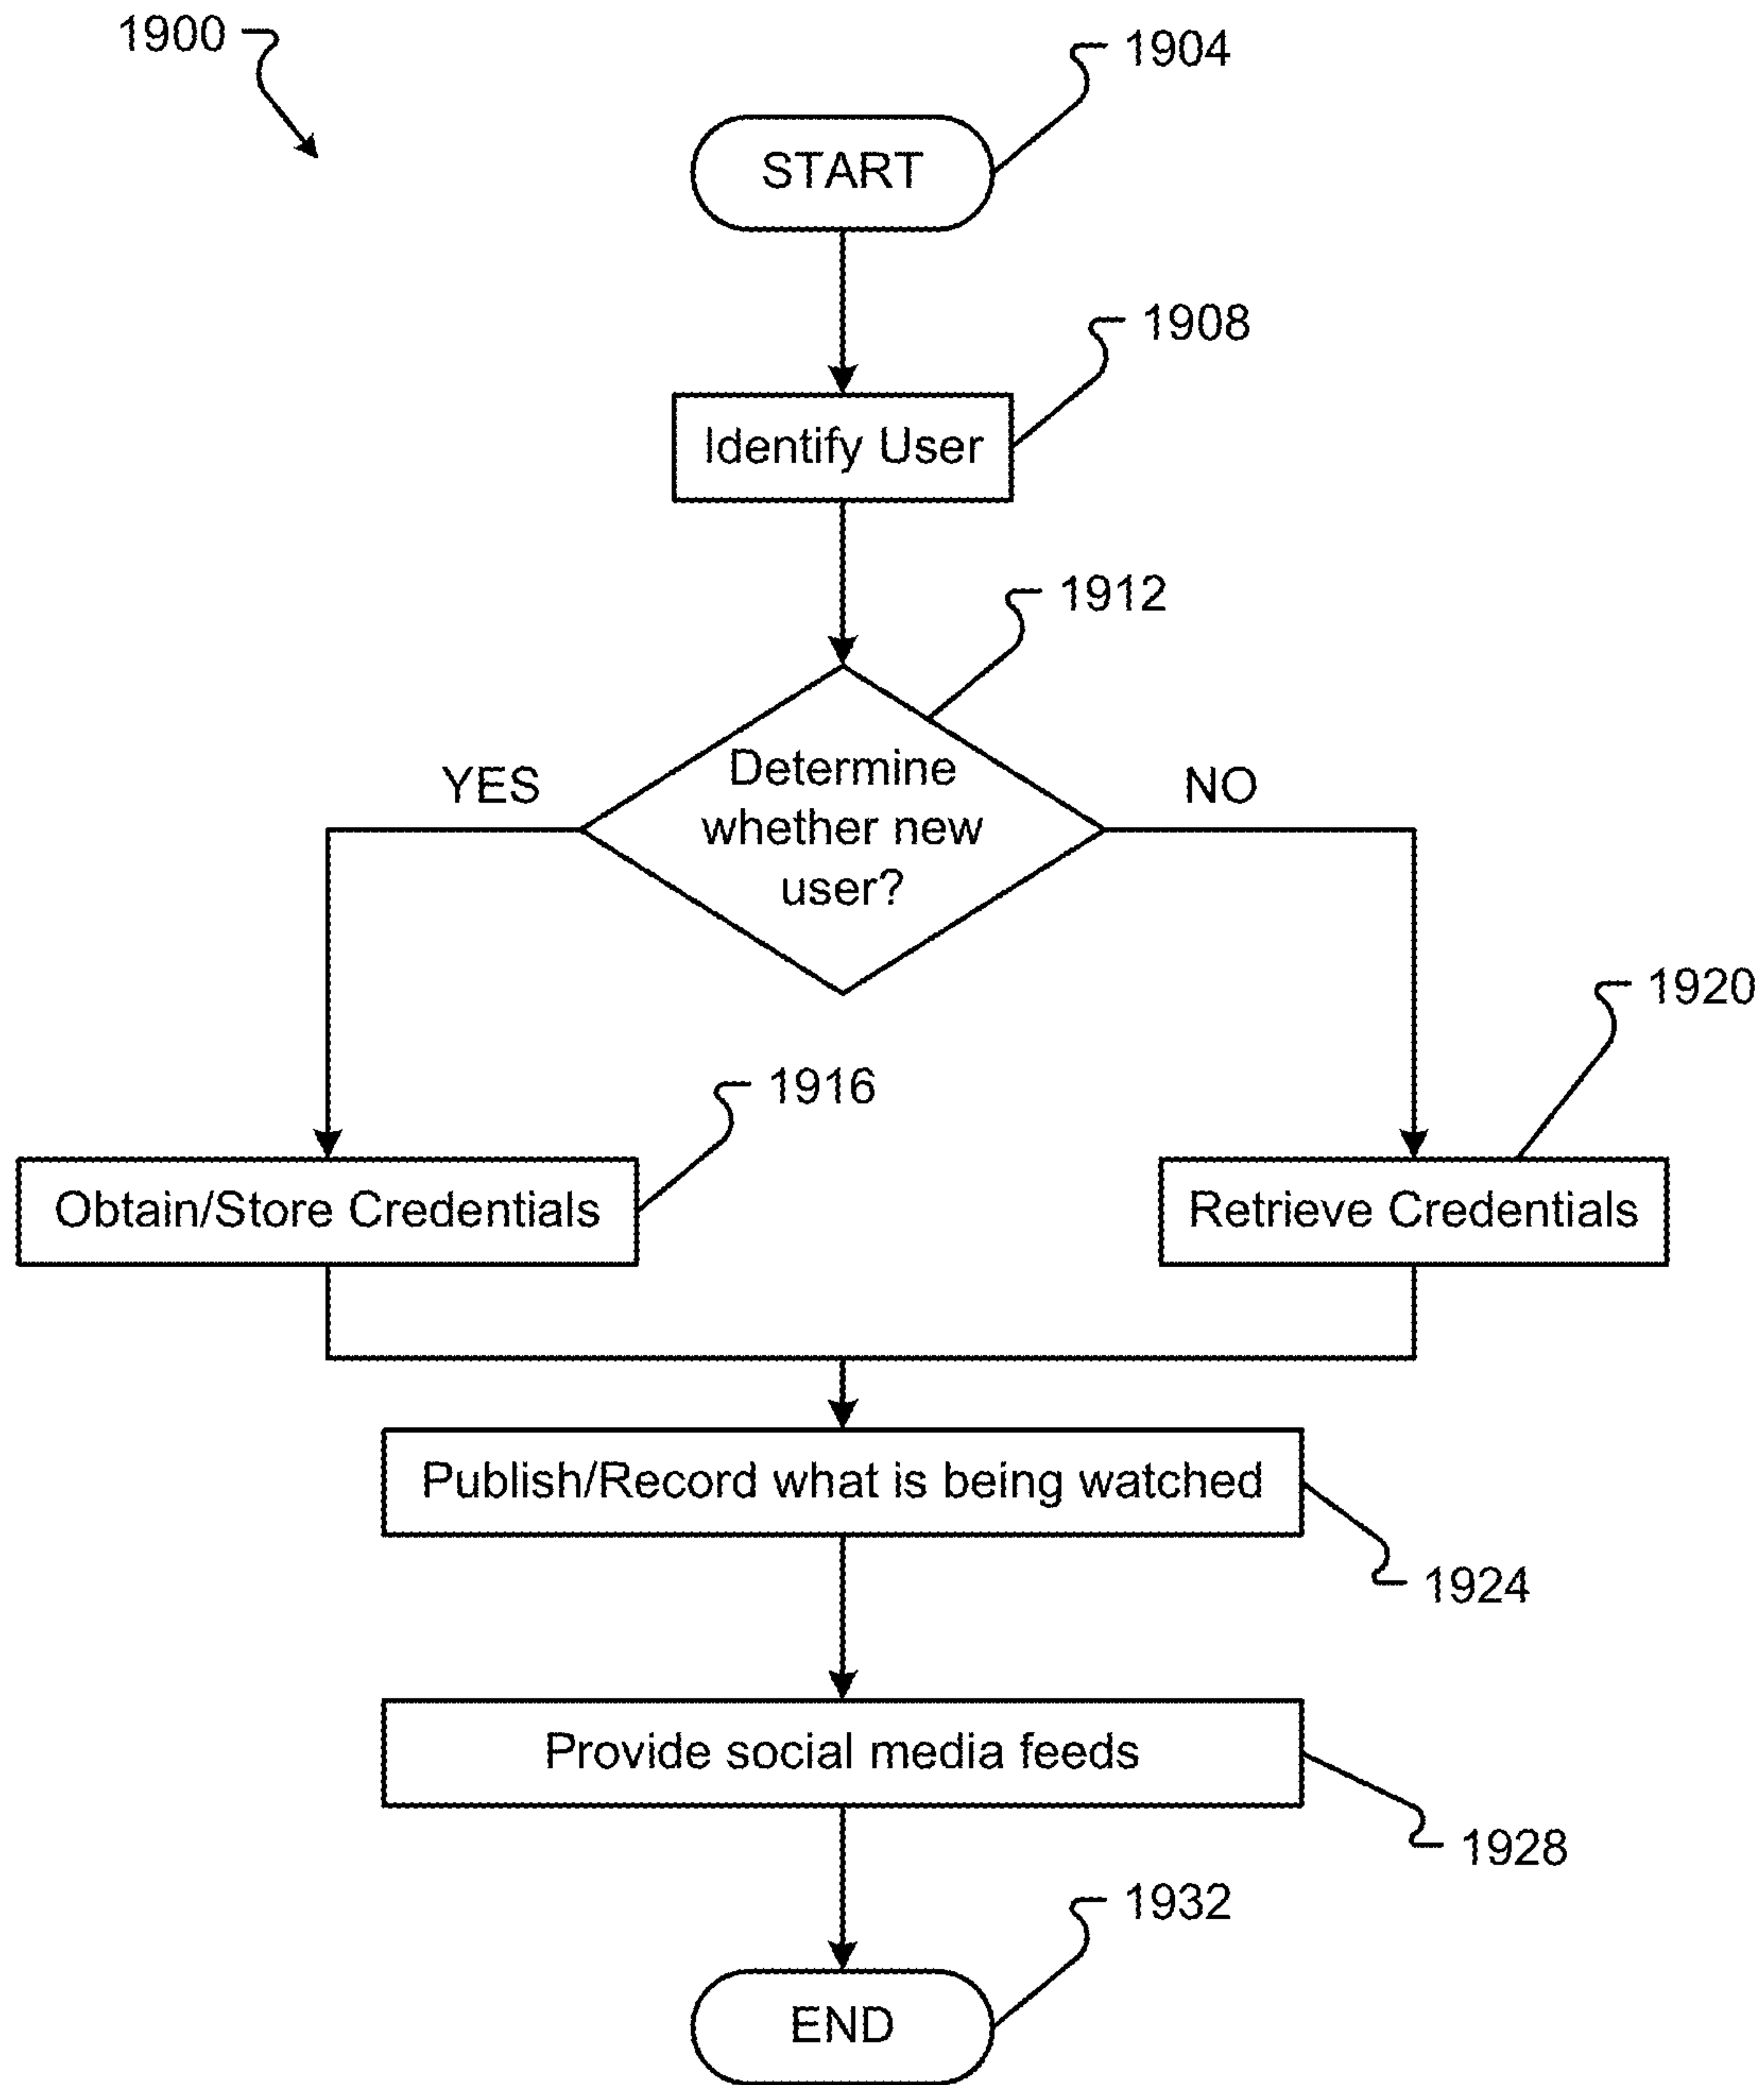 1900
1904
START
1908
Identify User
1912
Determine
whether new
user?
YES
NO
1920
1916
Obtain/Store Credentials
Retrieve Credentials
Publish/Record what is being watched
1924
Provide social media feeds
1928
1932
END